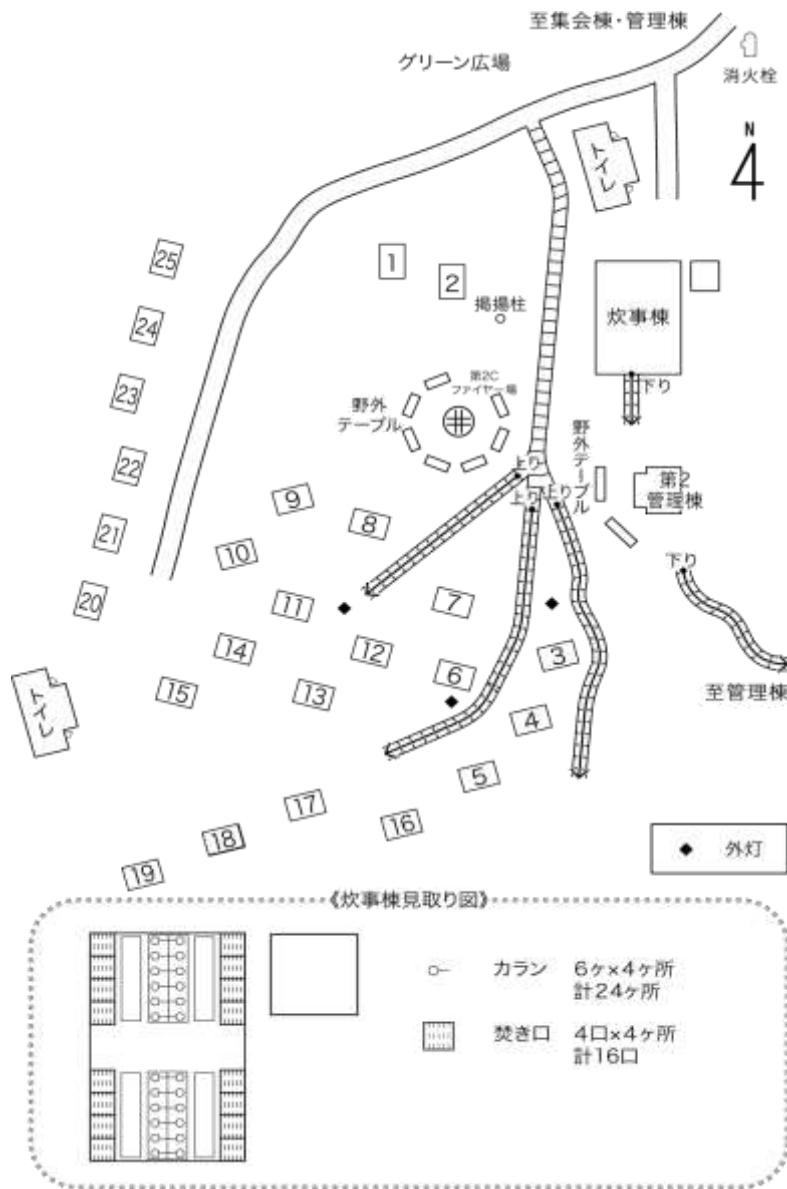 至集会棟・管理棟
グリーン広場
消火栓
N
トイレ
25
1
2
24
掲揚柱
炊事棟
下り
23
第2C
ファイヤー場
野外
テーブル
野外テーブル
22
上り
上り
上り
第2
管理棟
9
8
21
10
下り
20
11
7
14
12
3
15
13
6
至管理棟
トイレ
4
5
17
16
18
外灯
19
《炊事棟見取り図》
カラン 6ヶ×4ヶ所
計24ヶ所
焚き口 4口×4ヶ所
計16口